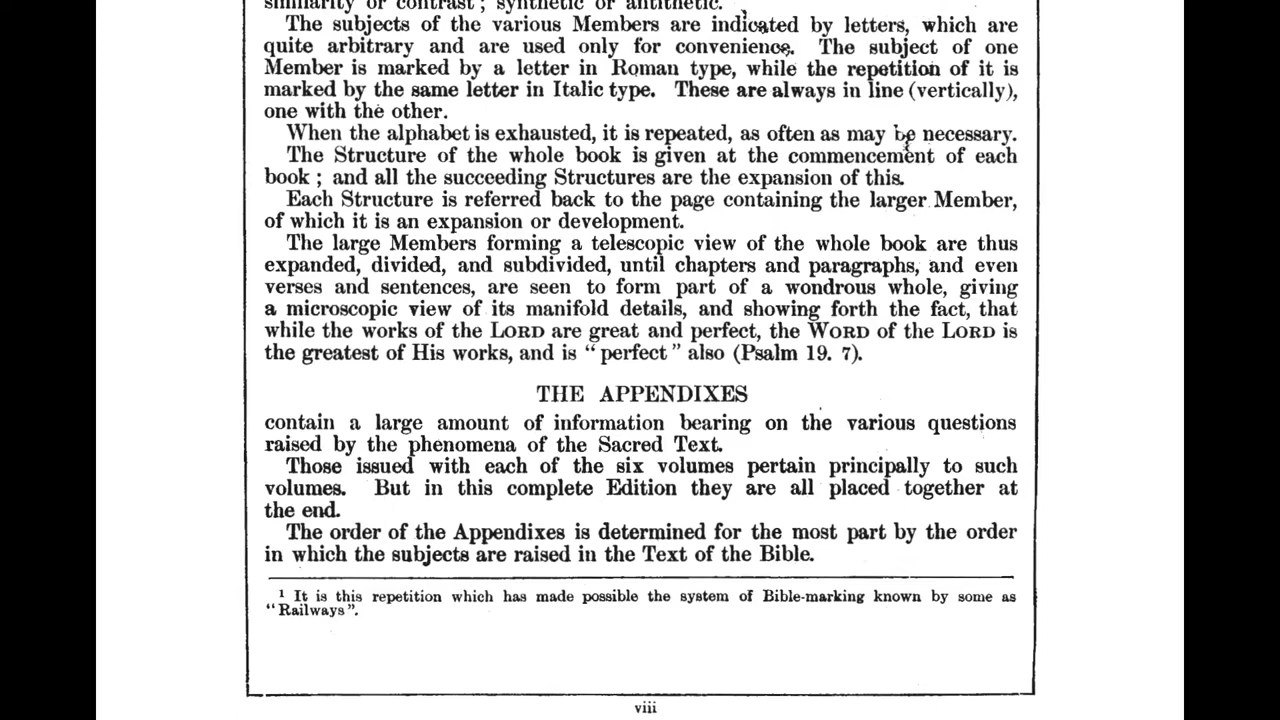 similarity or contrast; synthetic or antithetic.
The subjects of the various Members are indicated by letters, which are
quite arbitrary and are used only for convenience. The subject of one
Member is marked by a letter in Roman type, while the repetition of it is
marked by the same letter in Italic type. These are always in line (vertically),
one with the other.
When the alphabet is exhausted, it is repeated, as often as may be necessary.
The Structure of the whole book is given at the commencement of each
book; and all the succeeding Structures are the expansion of this.
Each Structure is referred back to the page containing the larger Member,
of which it is an expansion or development.
The large Members forming a telescopic view of the whole book are thus
expanded, divided, and subdivided, until chapters and paragraphs, and even
verses and sentences, are seen to form part of a wondrous whole, giving
a microscopic view of its manifold details, and showing forth the fact, that
while the works of the LORD are great and perfect, the WORD of the LORD is
the greatest of His works, and is "perfect" also (Psalm 19. 7).
THE APPENDIXES
contain a large amount of information bearing on the various questions
raised by the phenomena of the Sacred Text.
Those issued with each of the six volumes pertain principally to such
volumes. But in this complete Edition they are all placed together at
the end.
The order of the Appendixes is determined for the most part by the order
in which the subjects are raised in the Text of the Bible.
¹ It is this repetition which has made possible the system of Bible-marking known by some as
"Railways".
viii